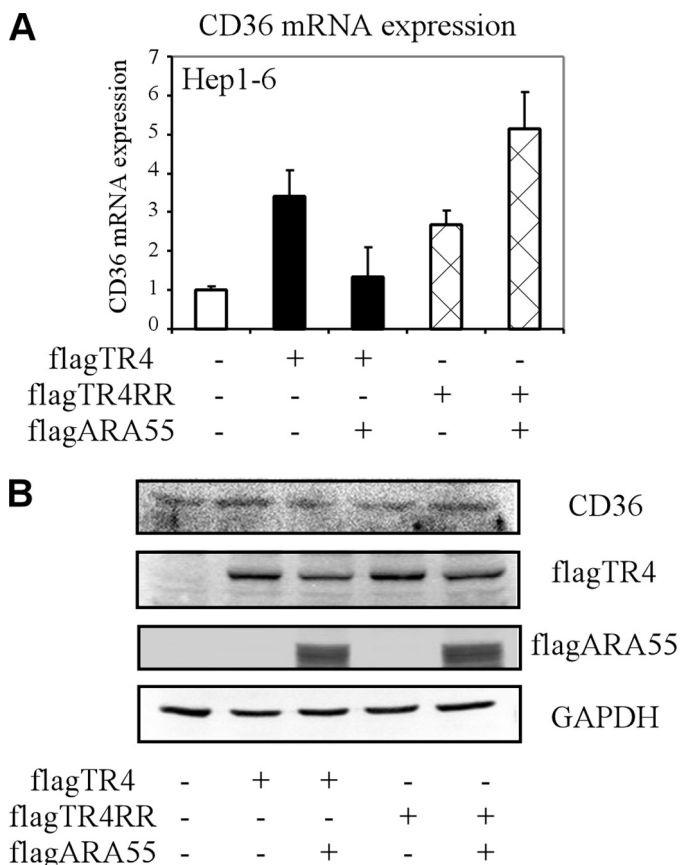 A
CD36 mRNA expression
CD36 mRNA expression
7
6
5
4
3
2
1
0
Hep1-6
flagTR4 - + + - -
flagTR4RR - - - + +
flagARA55 - - + - +
B
CD36
flagTR4
flagARA55
GAPDH
flagTR4 - + + - -
flagTR4RR - - - + +
flagARA55 - - + - +